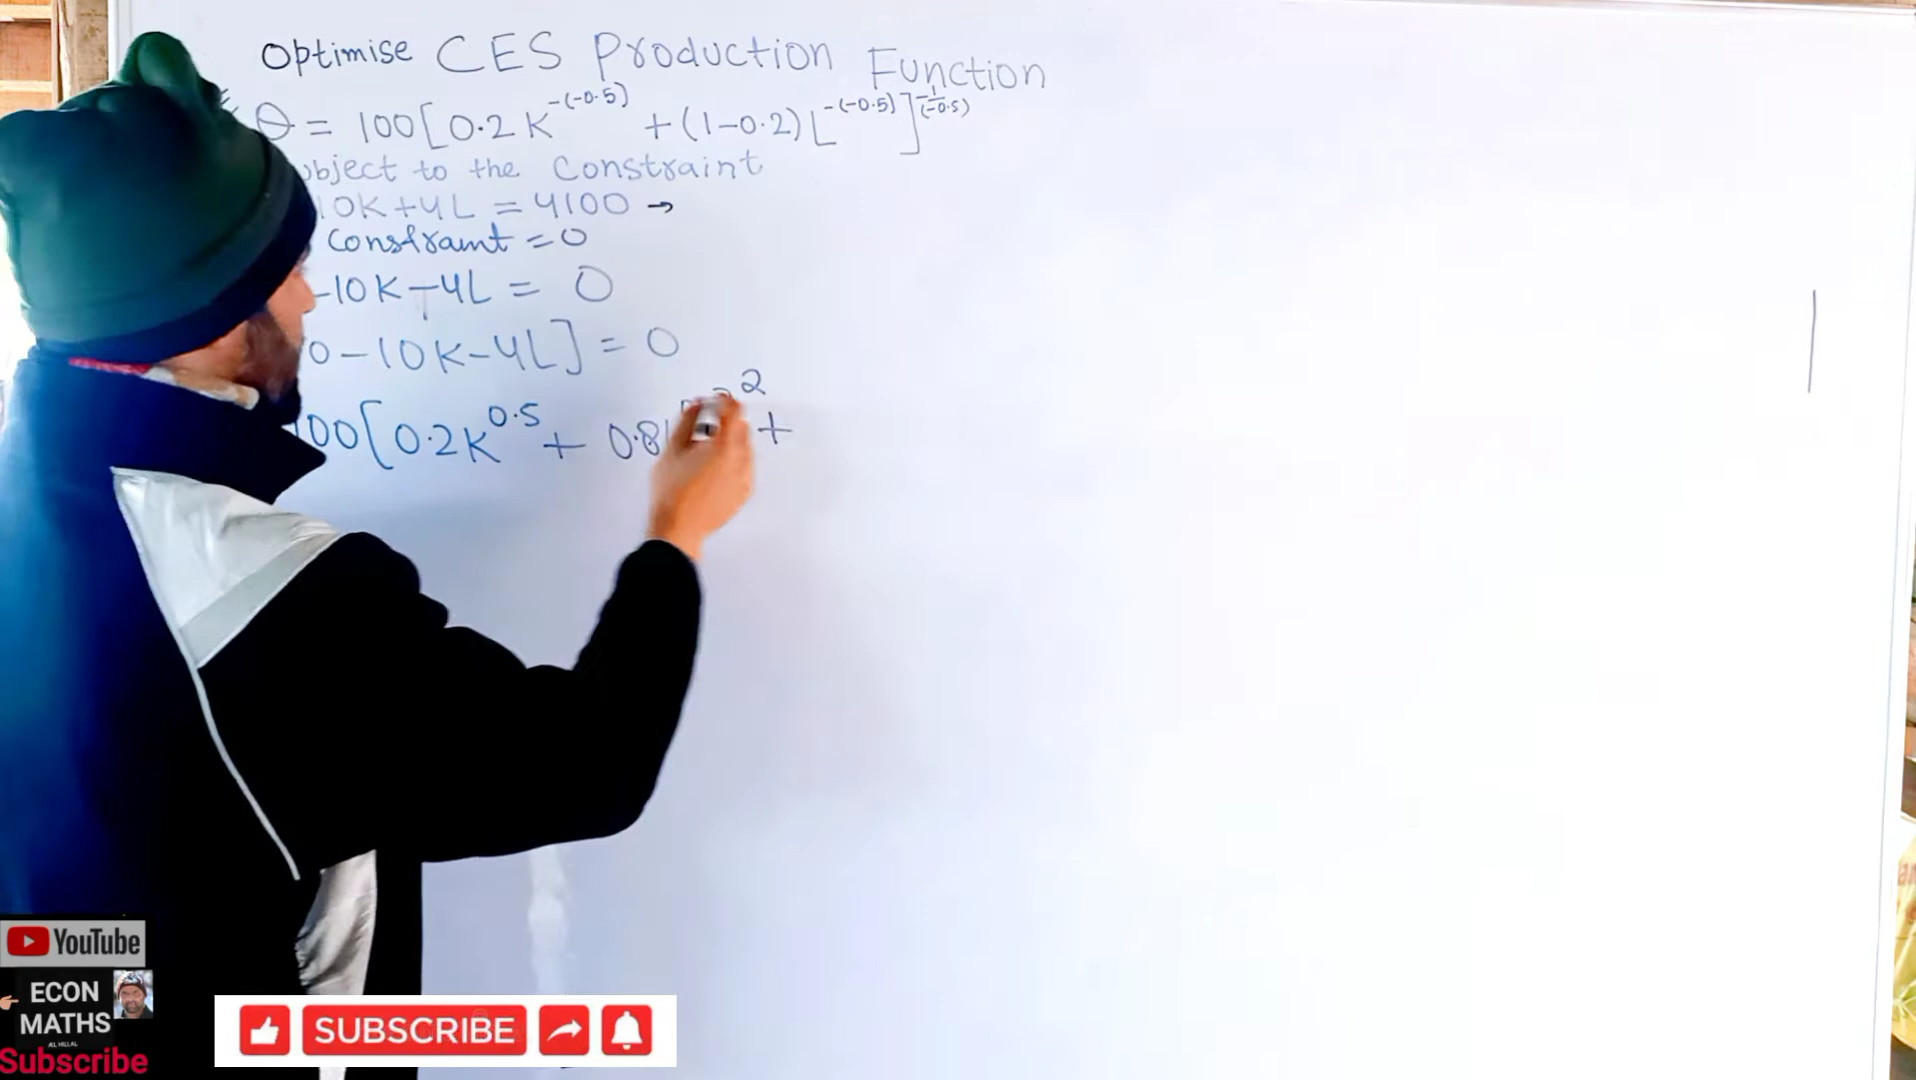 Optimise CES Production Function
θ = 100[0.2K^-(-0.5) + (1-0.2)L^-(-0.5)]^-1/(-0.5)
bject to the Constraint
10K+4L = 4100 →
Constraint = 0
-10K-4L = 0
0-10K-4L] = 0
00[0.2K^0.5 + 0.8 2 +
YouTube
ECON
MATHS
Subscribe
SUBSCRIBE